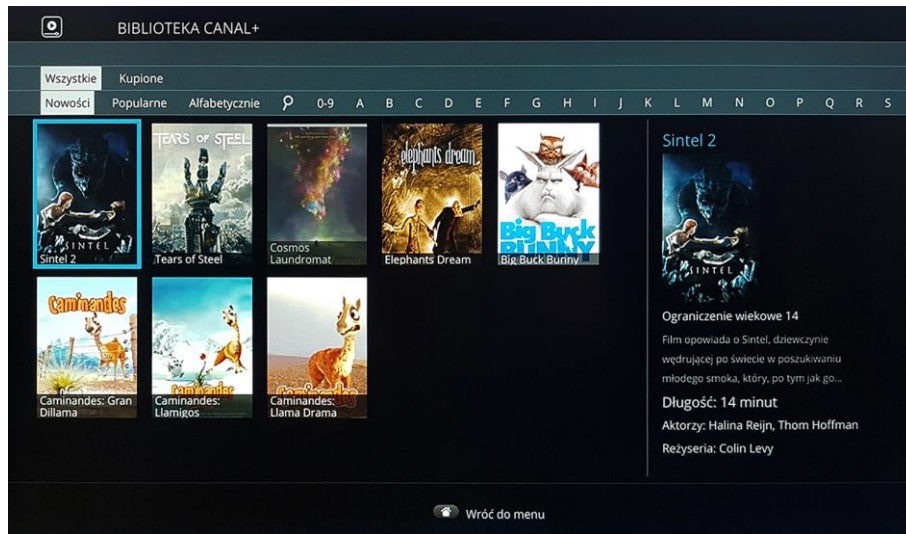 BIBLIOTEKA CANAL+
Wszystkie Kupione
Nowości Popularne Alfabetycznie 0-9 A B C D E F G H I J K L M N O P Q R S
TEARS OF STEEL
elephants dream
Big Buck
BUNNY
SINTEL
Sintel 2
Tears of Steel
Cosmos
Laundromat
Elephants Dream
Big Buck Bunny
Caminandes
Caminandes
Caminandes
Caminandes: Gran
Dillama
Caminandes:
Llamigos
Caminandes:
Llama Drama
Sintel 2
SINTEL
Ograniczenie wiekowe 14
Film opowiada o Sintel, dziewczynie
wędrującej po świecie w poszukiwaniu
młodego smoka, który, po tym jak go...
Długość: 14 minut
Aktorzy: Halina Reijn, Thom Hoffman
Reżyseria: Colin Levy
Wróć do menu